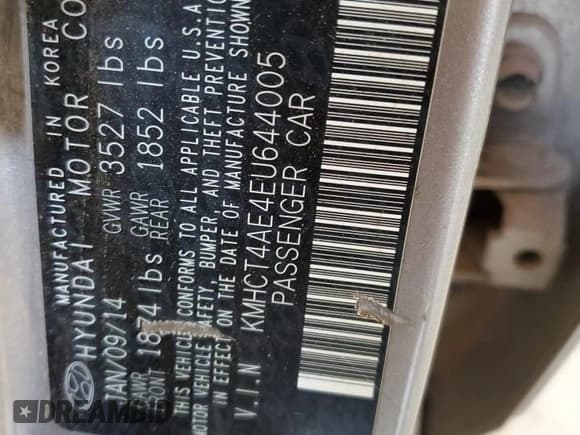 MANUFACTURED IN KOREA
HYUNDAI MOTOR CO
JAN/09/14 GVWR 3527 lbs
GAWR FRONT 1874 lbs GAWR REAR 1852 lbs
THIS VEHICLE CONFORMS TO ALL APPLICABLE U.S.A
MOTOR VEHICLE SAFETY, BUMPER, AND THEFT PREVENTIO
IN EFFECT ON THE DATE OF MANUFACTURE SHOWN
V.I.N KMHCT4AE4EU644005
PASSENGER CAR
DREAMBID